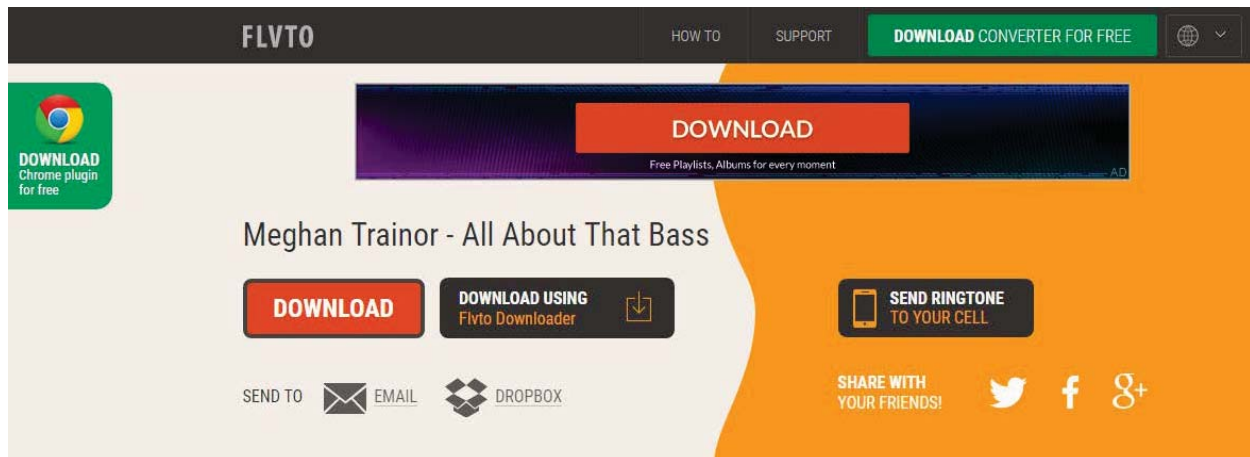 FLVTO
HOW TO
SUPPORT
DOWNLOAD CONVERTER FOR FREE
DOWNLOAD
Chrome plugin
for free
DOWNLOAD
Free Playlists, Albums for every moment
AD
Meghan Trainor - All About That Bass
DOWNLOAD
DOWNLOAD USING
Flvto Downloader
SEND RINGTONE
TO YOUR CELL
SEND TO
EMAIL
DROPBOX
SHARE WITH
YOUR FRIENDS!